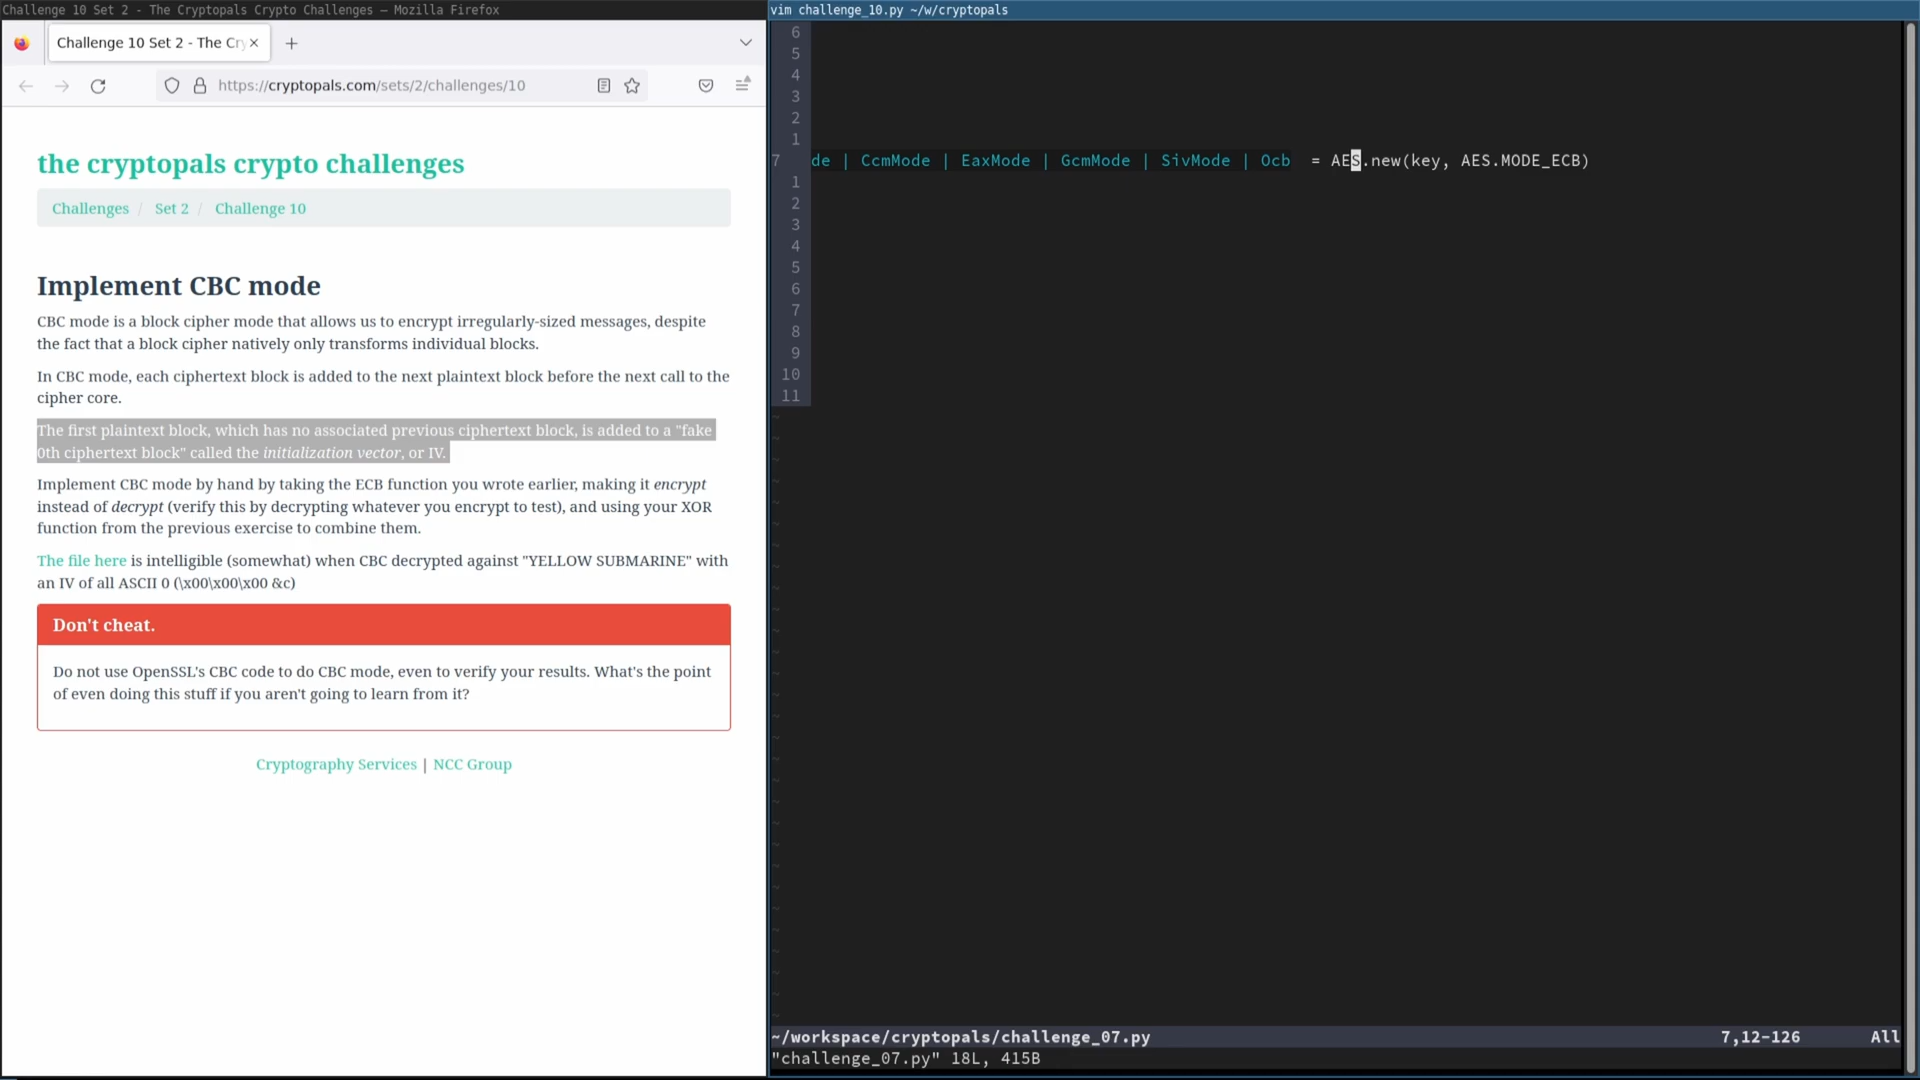 Challenge 10 Set 2 - The Cryptopals Crypto Challenges — Mozilla Firefox
Challenge 10 Set 2 - The Cr
https://cryptopals.com/sets/2/challenges/10
the cryptopals crypto challenges
Challenges / Set 2 / Challenge 10
Implement CBC mode
CBC mode is a block cipher mode that allows us to encrypt irregularly-sized messages, despite
the fact that a block cipher natively only transforms individual blocks.
In CBC mode, each ciphertext block is added to the next plaintext block before the next call to the
cipher core.
The first plaintext block, which has no associated previous ciphertext block, is added to a "fake
0th ciphertext block" called the initialization vector, or IV.
Implement CBC mode by hand by taking the ECB function you wrote earlier, making it encrypt
instead of decrypt (verify this by decrypting whatever you encrypt to test), and using your XOR
function from the previous exercise to combine them.
The file here is intelligible (somewhat) when CBC decrypted against "YELLOW SUBMARINE" with
an IV of all ASCII 0 (\x00\x00\x00 &c)
Don't cheat.
Do not use OpenSSL's CBC code to do CBC mode, even to verify your results. What's the point
of even doing this stuff if you aren't going to learn from it?
Cryptography Services | NCC Group
vim challenge_10.py ~/w/cryptopals
6
5
4
3
2
1
7 de | CcmMode | EaxMode | GcmMode | SivMode | Ocb = AES.new(key, AES.MODE_ECB)
1
2
3
4
5
6
7
8
9
10
11
~/workspace/cryptopals/challenge_07.py 7,12-126 All
"challenge_07.py" 18L, 415B